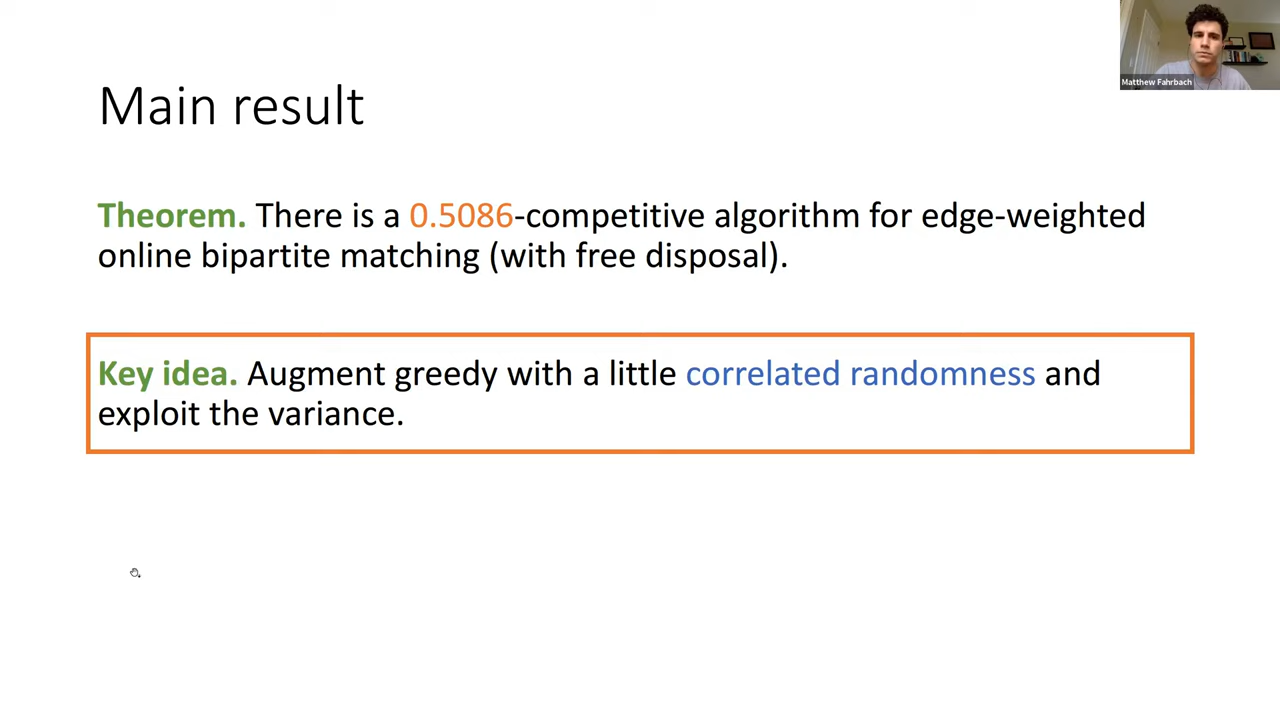 Matthew Fahrbach
Main result
Theorem. There is a 0.5086-competitive algorithm for edge-weighted
online bipartite matching (with free disposal).
Key idea. Augment greedy with a little correlated randomness and
exploit the variance.